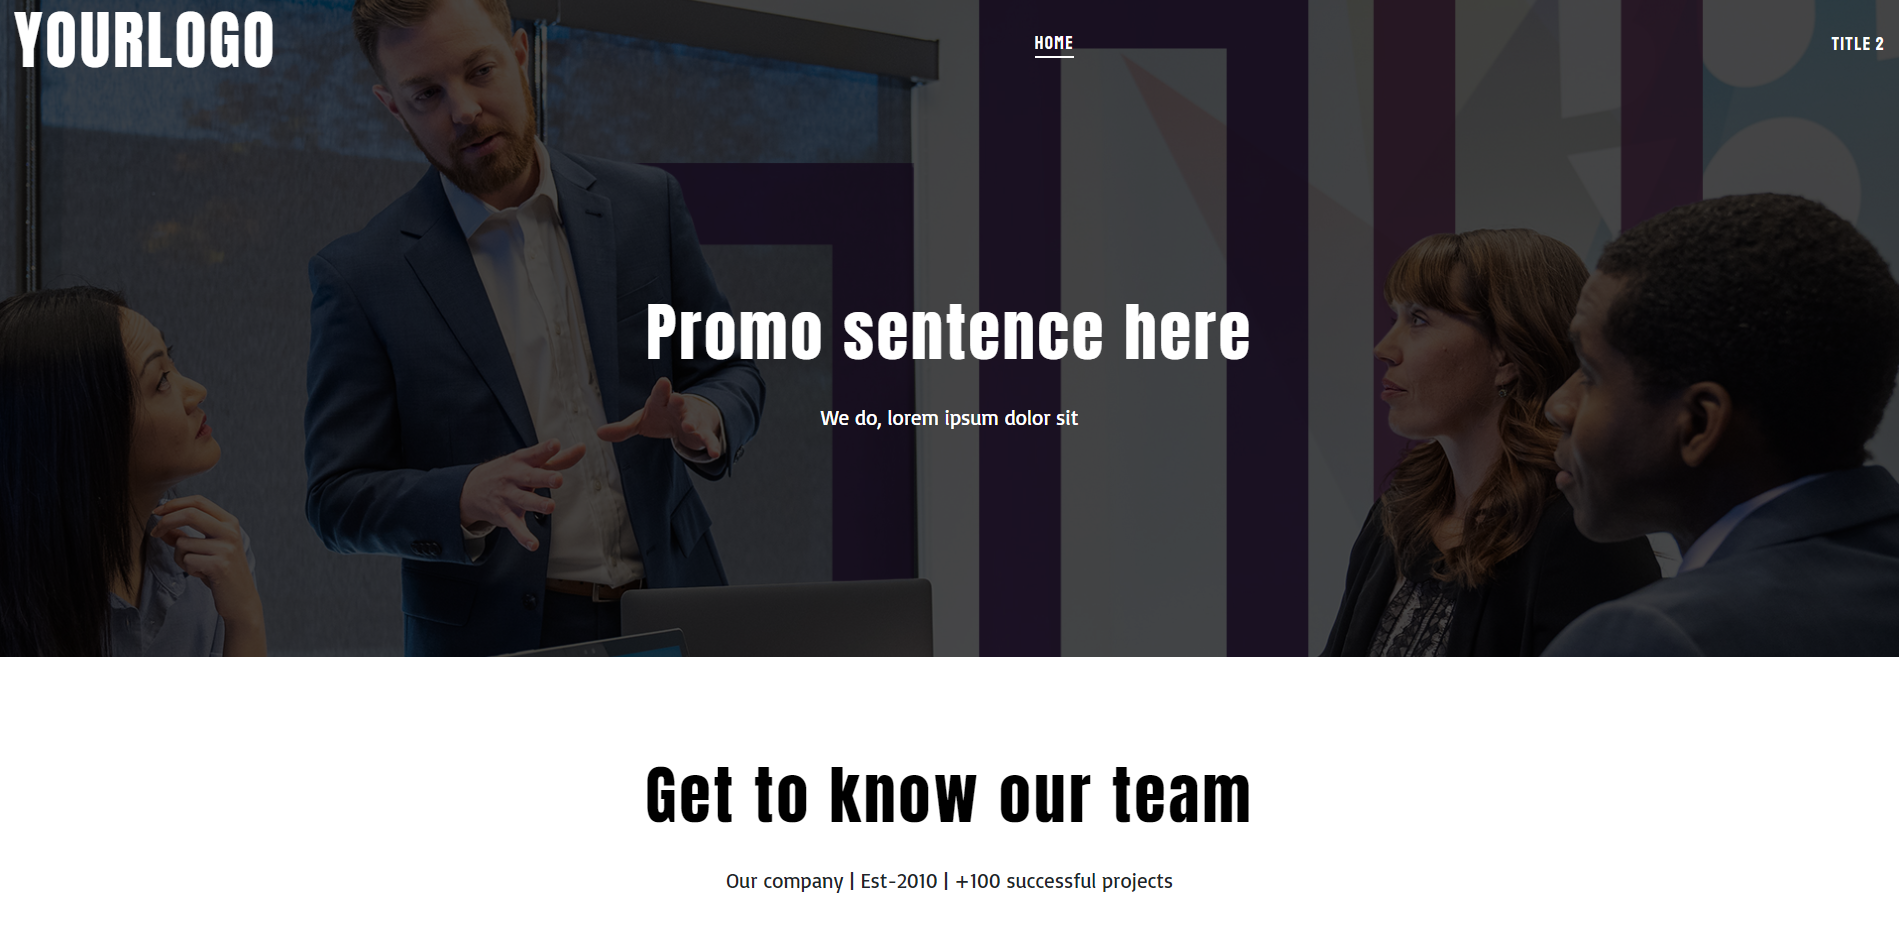 YOURLOGO
HOME
TITLE 2
Promo sentence here
We do, lorem ipsum dolor sit
Get to know our team
Our company | Est-2010 | +100 successful projects